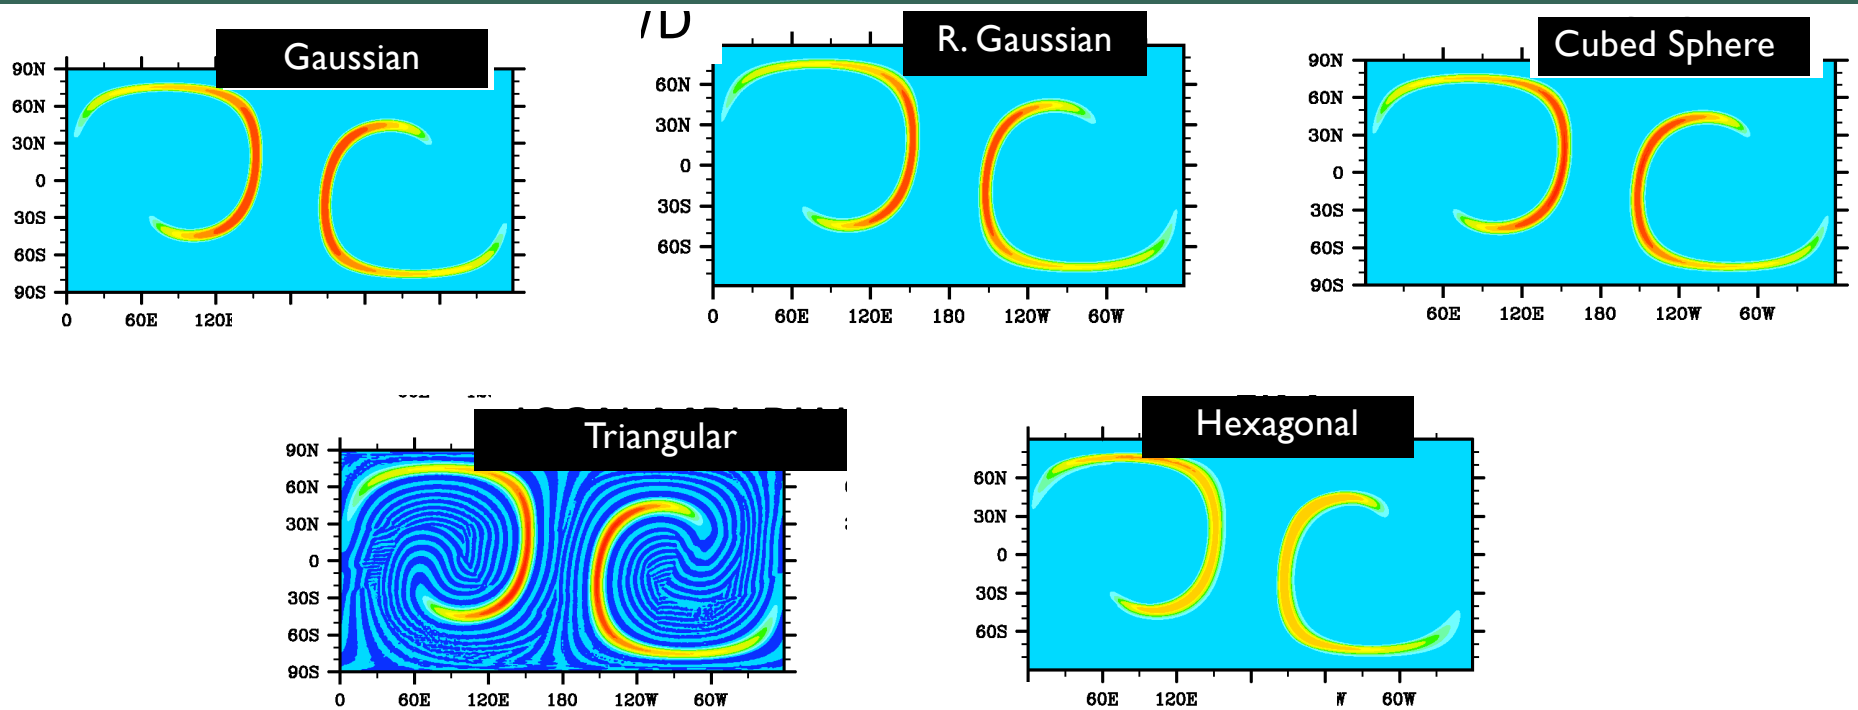 Gaussian
90N
60N
30N
0
30S
60S
90S
0 60E 120E
/D
R. Gaussian
60N
30N
0
30S
60S
0 60E 120E 180 120W 60W
Cubed Sphere
90N
60N
30N
0
30S
60S
90S
60E 120E 180 120W 60W
Triangular
90N
60N
30N
0
30S
60S
90S
0 60E 120E 180 120W 60W
Hexagonal
60N
30N
0
30S
60S
60E 120E W 60W